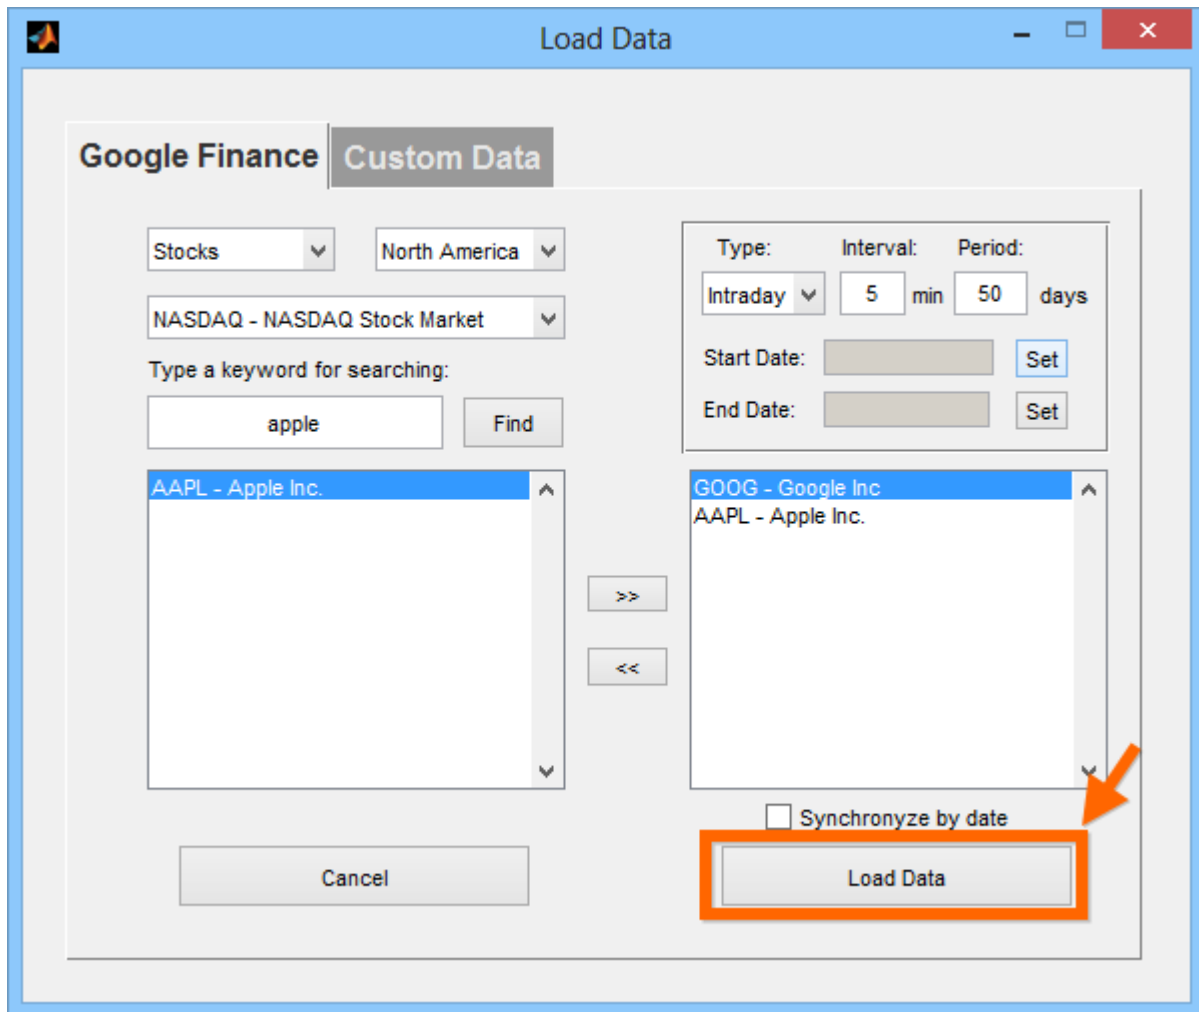 Load Data
Google Finance
Custom Data
Stocks
North America
NASDAQ - NASDAQ Stock Market
Type a keyword for searching:
apple
Find
AAPL - Apple Inc.
Type:
Interval:
Period:
Intraday
5
min
50
days
Start Date:
Set
End Date:
Set
>>
<<
GOOG - Google Inc
AAPL - Apple Inc.
Synchronyze by date
Cancel
Load Data